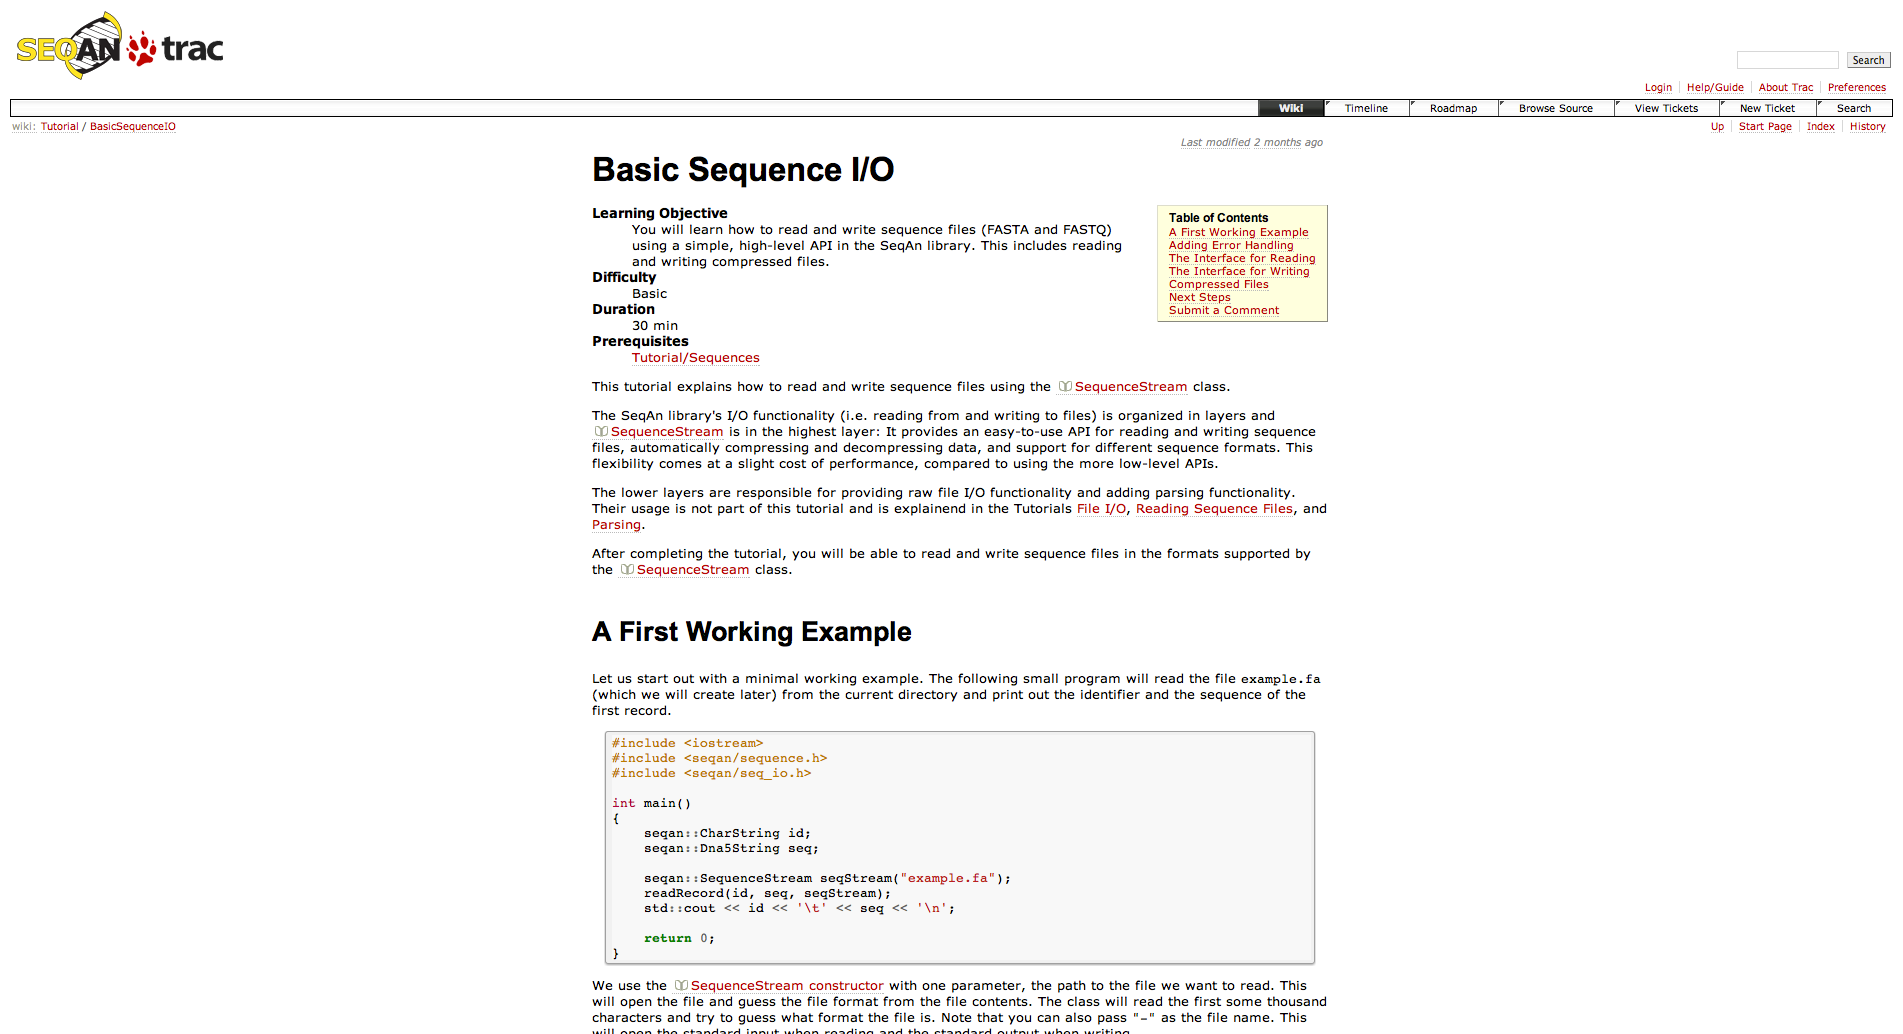 SEQAN trac
Search
Login Help/Guide About Trac Preferences
Wiki Timeline Roadmap Browse Source View Tickets New Ticket Search
wiki: Tutorial / BasicSequenceIO
Up Start Page Index History
Last modified 2 months ago
Basic Sequence I/O
Learning Objective
You will learn how to read and write sequence files (FASTA and FASTQ)
using a simple, high-level API in the SeqAn library. This includes reading
and writing compressed files.
Difficulty
Basic
Duration
30 min
Prerequisites
Tutorial/Sequences
Table of Contents
A First Working Example
Adding Error Handling
The Interface for Reading
The Interface for Writing
Compressed Files
Next Steps
Submit a Comment
This tutorial explains how to read and write sequence files using the SequenceStream class.
The SeqAn library's I/O functionality (i.e. reading from and writing to files) is organized in layers and
SequenceStream is in the highest layer: It provides an easy-to-use API for reading and writing sequence
files, automatically compressing and decompressing data, and support for different sequence formats. This
flexibility comes at a slight cost of performance, compared to using the more low-level APIs.
The lower layers are responsible for providing raw file I/O functionality and adding parsing functionality.
Their usage is not part of this tutorial and is explainend in the Tutorials File I/O, Reading Sequence Files, and
Parsing.
After completing the tutorial, you will be able to read and write sequence files in the formats supported by
the SequenceStream class.
A First Working Example
Let us start out with a minimal working example. The following small program will read the file example.fa
(which we will create later) from the current directory and print out the identifier and the sequence of the
first record.
#include <iostream>
#include <seqan/sequence.h>
#include <seqan/seq_io.h>
int main()
{
seqan::CharString id;
seqan::Dna5String seq;
seqan::SequenceStream seqStream("example.fa");
readRecord(id, seq, seqStream);
std::cout << id << '\t' << seq << '\n';
return 0;
}
We use the SequenceStream constructor with one parameter, the path to the file we want to read. This
will open the file and guess the file format from the file contents. The class will read the first some thousand
characters and try to guess what format the file is. Note that you can also pass "-" as the file name. This
will open the standard input when reading and the standard output when writing.